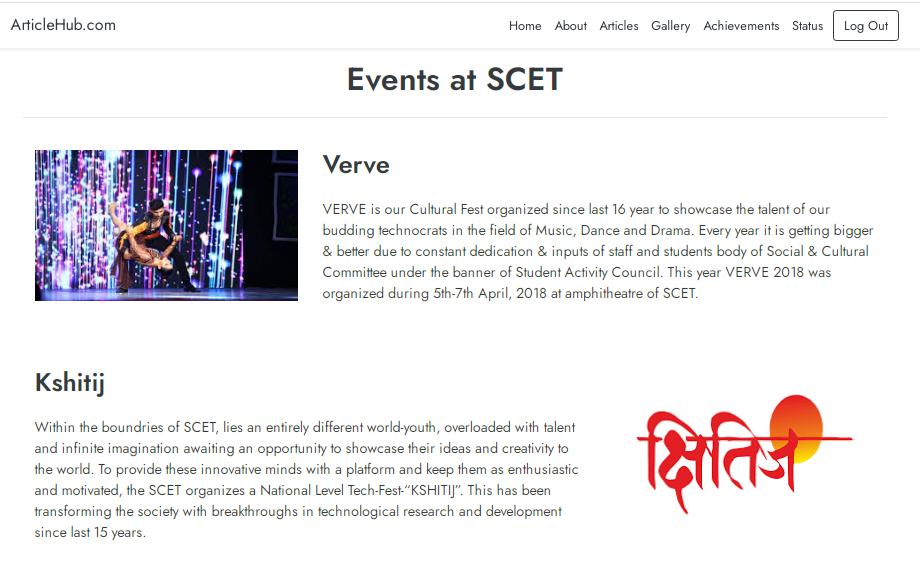 ArticleHub.com
Home About Articles Gallery Achievements Status Log Out
Events at SCET
Verve
VERVE is our Cultural Fest organized since last 16 year to showcase the talent of our
budding technocrats in the field of Music, Dance and Drama. Every year it is getting bigger
& better due to constant dedication & inputs of staff and students body of Social & Cultural
Committee under the banner of Student Activity Council. This year VERVE 2018 was
organized during 5th-7th April, 2018 at amphitheatre of SCET.
Kshitij
Within the boundries of SCET, lies an entirely different world-youth, overloaded with talent
and infinite imagination awaiting an opportunity to showcase their ideas and creativity to
the world. To provide these innovative minds with a platform and keep them as enthusiastic
and motivated, the SCET organizes a National Level Tech-Fest-“KSHITIJ”. This has been
transforming the society with breakthroughs in technological research and development
since last 15 years.
क्षितिज